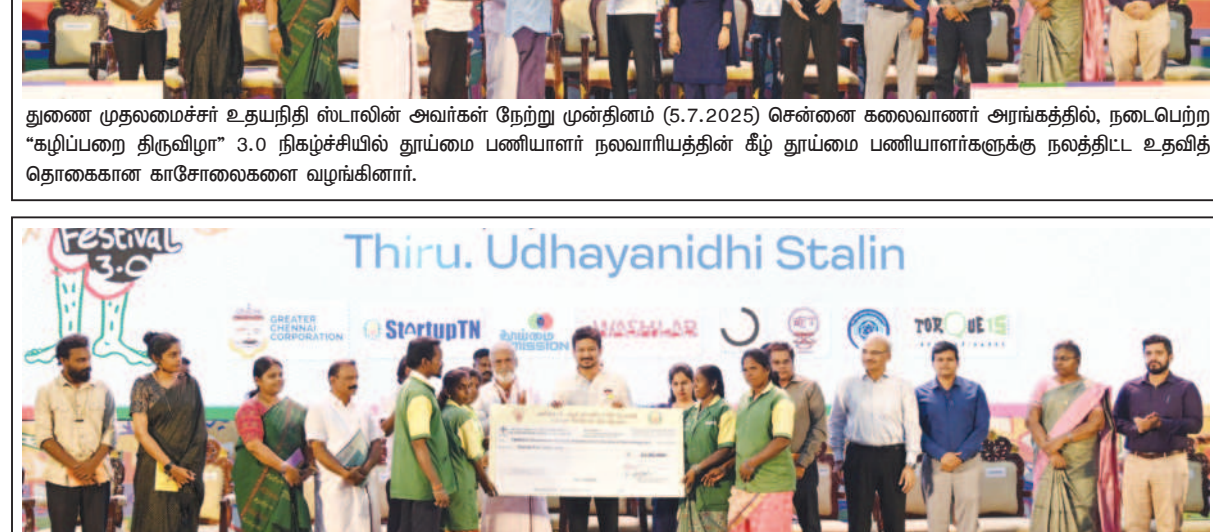 துணை முதலமைச்சர் உதயநிதி ஸ்டாலின் அவர்கள் நேற்று முன்தினம் (5.7.2025) சென்னை கலைவாணர் அரங்கத்தில், நடைபெற்ற
“கழிப்பறை திருவிழா” 3.0 நிகழ்ச்சியில் தூய்மை பணியாளர் நலவாரியத்தின் கீழ் தூய்மை பணியாளர்களுக்கு நலத்திட்ட உதவித்
தொகைகான காசோலைகளை வழங்கினார்.
Festival
3.0
Thiru. Udhayanidhi Stalin
GREATER
CHENNAI
CORPORATION
StartupTN
தூய்மை
MISSION
WASHLAB
TORQUE15